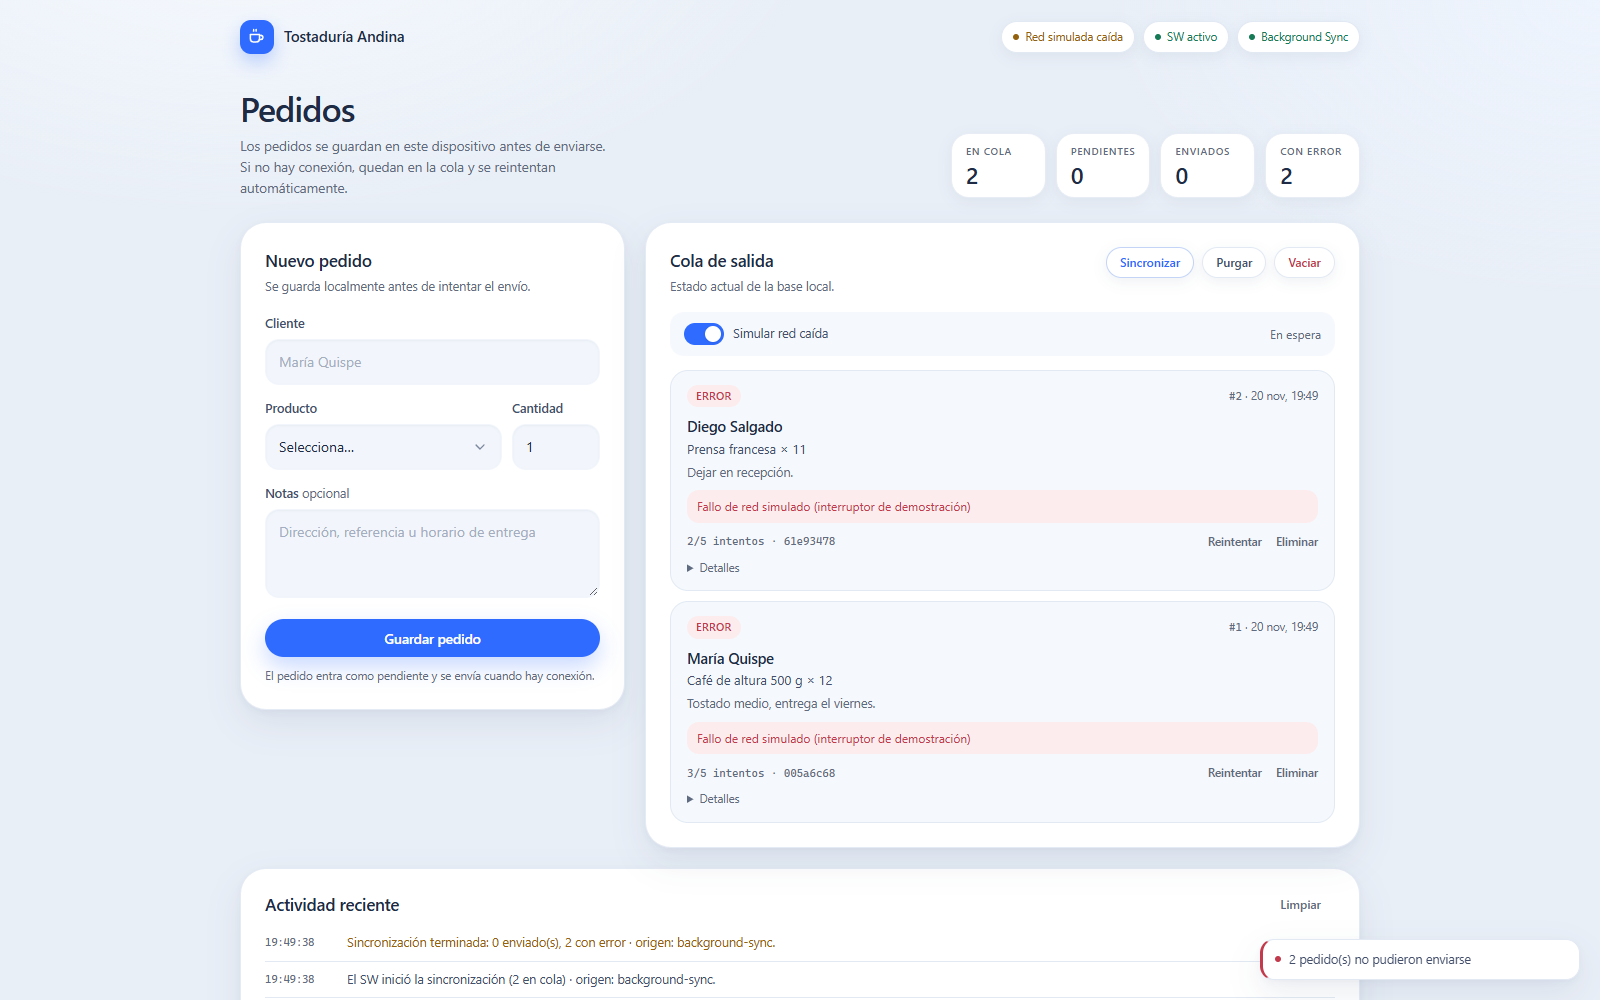 Tostaduría Andina
Red simulada caída
SW activo
Background Sync
Pedidos
Los pedidos se guardan en este dispositivo antes de enviarse.
Si no hay conexión, quedan en la cola y se reintentan
automáticamente.
EN COLA
2
PENDIENTES
0
ENVIADOS
0
CON ERROR
2
Nuevo pedido
Se guarda localmente antes de intentar el envío.
Cliente
María Quispe
Producto
Cantidad
Selecciona...
1
Notas opcional
Dirección, referencia u horario de entrega
Guardar pedido
El pedido entra como pendiente y se envía cuando hay conexión.
Cola de salida
Estado actual de la base local.
Sincronizar
Purgar
Vaciar
Simular red caída
En espera
ERROR
#2 · 20 nov, 19:49
Diego Salgado
Prensa francesa × 11
Dejar en recepción.
Fallo de red simulado (interruptor de demostración)
2/5 intentos · 61e93478
Reintentar
Eliminar
Detalles
ERROR
#1 · 20 nov, 19:49
María Quispe
Café de altura 500 g × 12
Tostado medio, entrega el viernes.
Fallo de red simulado (interruptor de demostración)
3/5 intentos · 005a6c68
Reintentar
Eliminar
Detalles
Actividad reciente
Limpiar
19:49:38 Sincronización terminada: 0 enviado(s), 2 con error · origen: background-sync.
19:49:38 El SW inició la sincronización (2 en cola) · origen: background-sync.
2 pedido(s) no pudieron enviarse